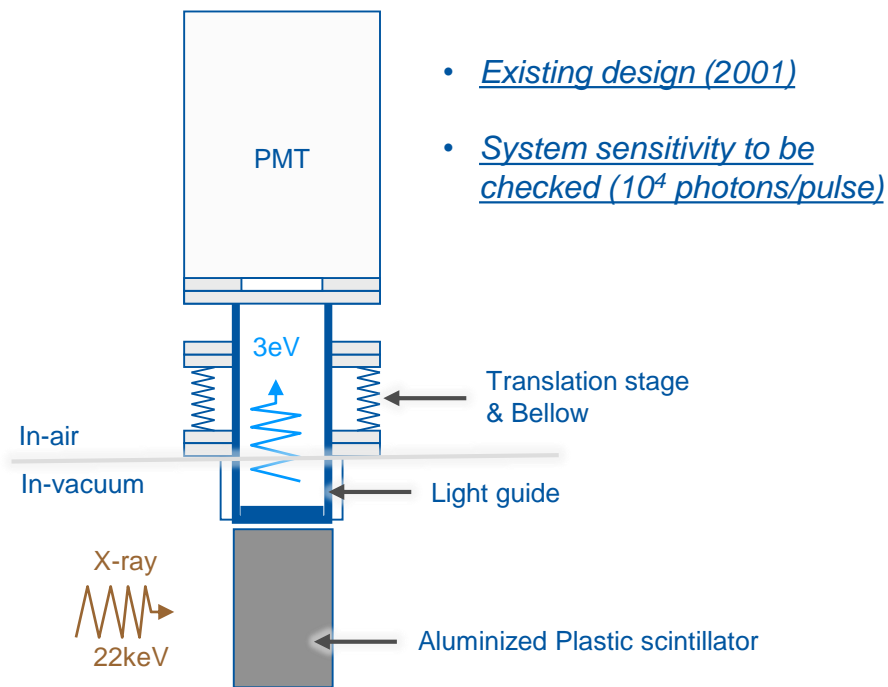 • Existing design (2001)
• System sensitivity to be
checked (10⁴ photons/pulse)
PMT
3eV
Translation stage
& Bellow
In-air
In-vacuum
Light guide
X-ray
22keV
Aluminized Plastic scintillator